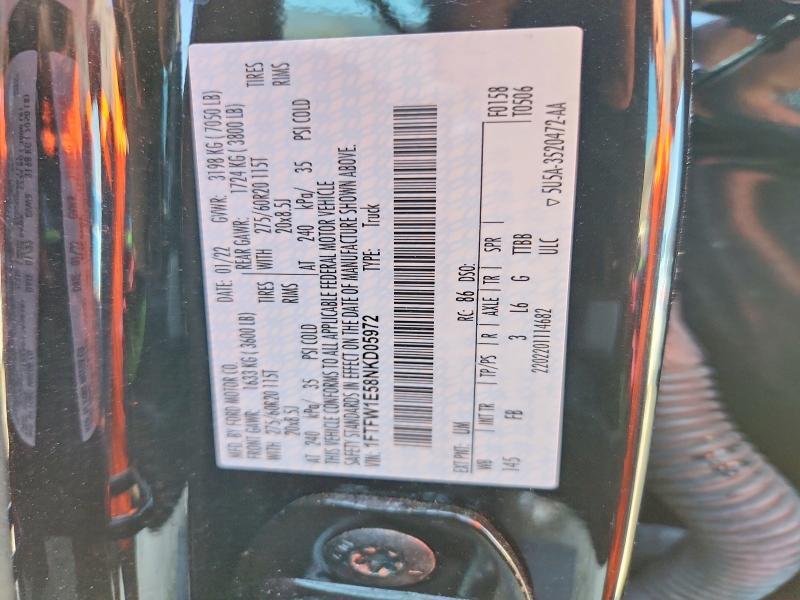 MFG. BY FORD MOTOR CO.
DATE: 01/22 GVWR: 3198 KG (7050 LB)
FRONT GAWR: 1633 KG (3600 LB) REAR GAWR: 1724 KG (3800 LB)
WITH 275/60R20 115T TIRES WITH 275/60R20 115T TIRES
20x8.5J RIMS 20x8.5J RIMS
AT 240 kPa/ 35 PSI COLD AT 240 kPa/ 35 PSI COLD
THIS VEHICLE CONFORMS TO ALL APPLICABLE FEDERAL MOTOR VEHICLE
SAFETY STANDARDS IN EFFECT ON THE DATE OF MANUFACTURE SHOWN ABOVE.
VIN: 1FTFW1E58NKD05972 TYPE: Truck
EXT PNT: UM RC: 86 DSO:
WB INT TR TP/PS R AXLE TR SPR F0158
145 FB 3 L6 G TTBB T0506
2202201114682 ULC ▽ 5U5A-3520472-AA